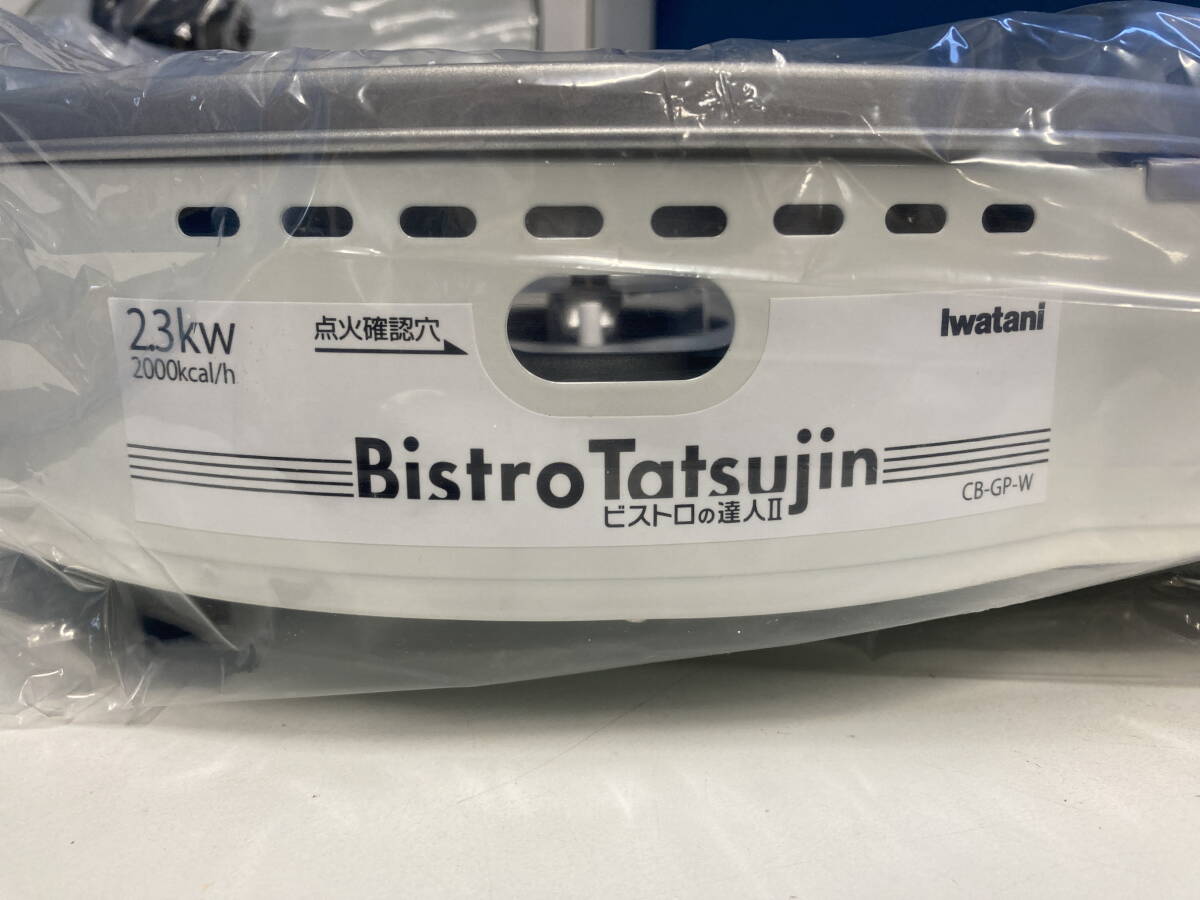 2.3kW
2000kcal/h
点火確認穴
Iwatani
Bistro Tatsujin
ビストロの達人II
CB-GP-W